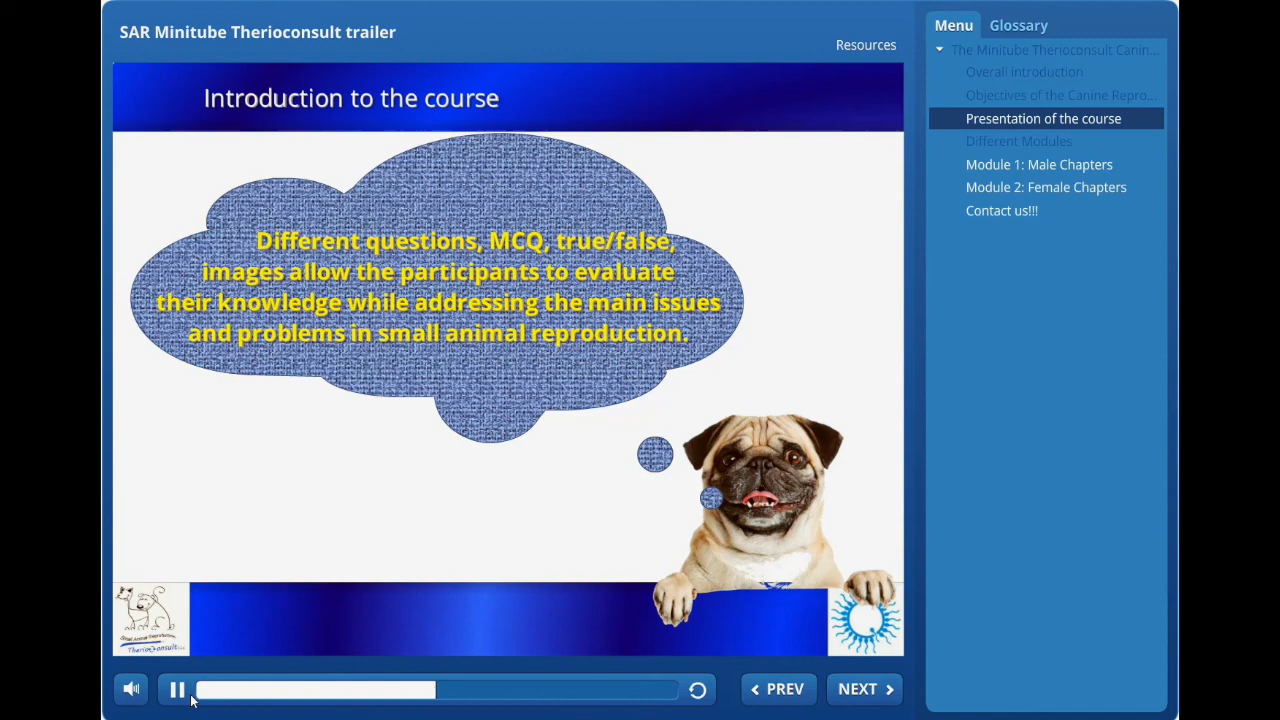 SAR Minitube Therioconsult trailer
Resources
Menu
Glossary
The Minitube Therioconsult Canin...
Overall introduction
Objectives of the Canine Repro...
Presentation of the course
Different Modules
Module 1: Male Chapters
Module 2: Female Chapters
Contact us!!!
Introduction to the course
Different questions, MCQ, true/false,
images allow the participants to evaluate
their knowledge while addressing the main issues
and problems in small animal reproduction.
PREV
NEXT